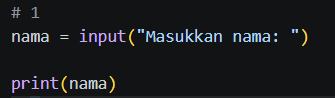 # 1
nama = input("Masukkan nama: ")
print(nama)